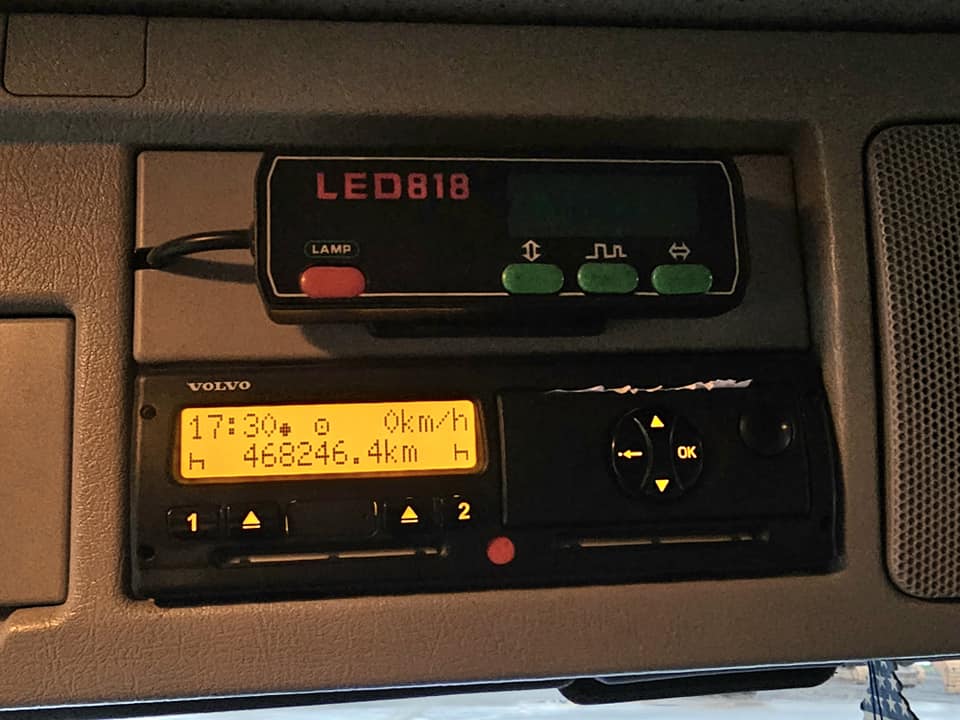 LED818
LAMP
VOLVO
17:30 0km/h
468246.4km
OK
1 2